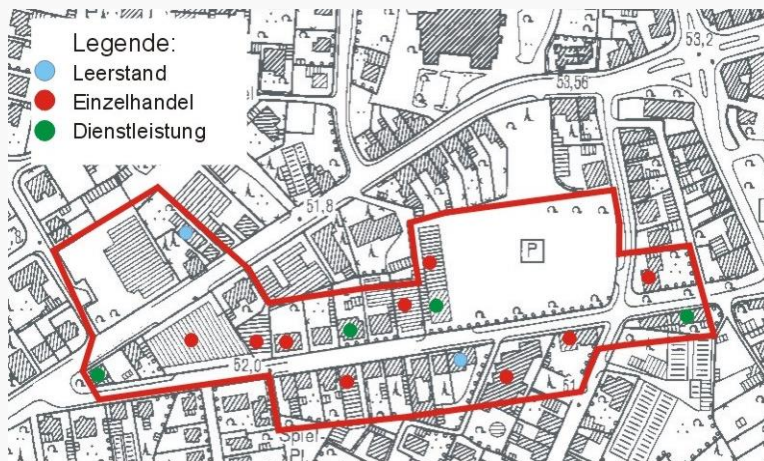 Legende:
Leerstand
Einzelhandel
Dienstleistung
53,2
53,56
51,8
P
52,0
51
Spiel
Pl.